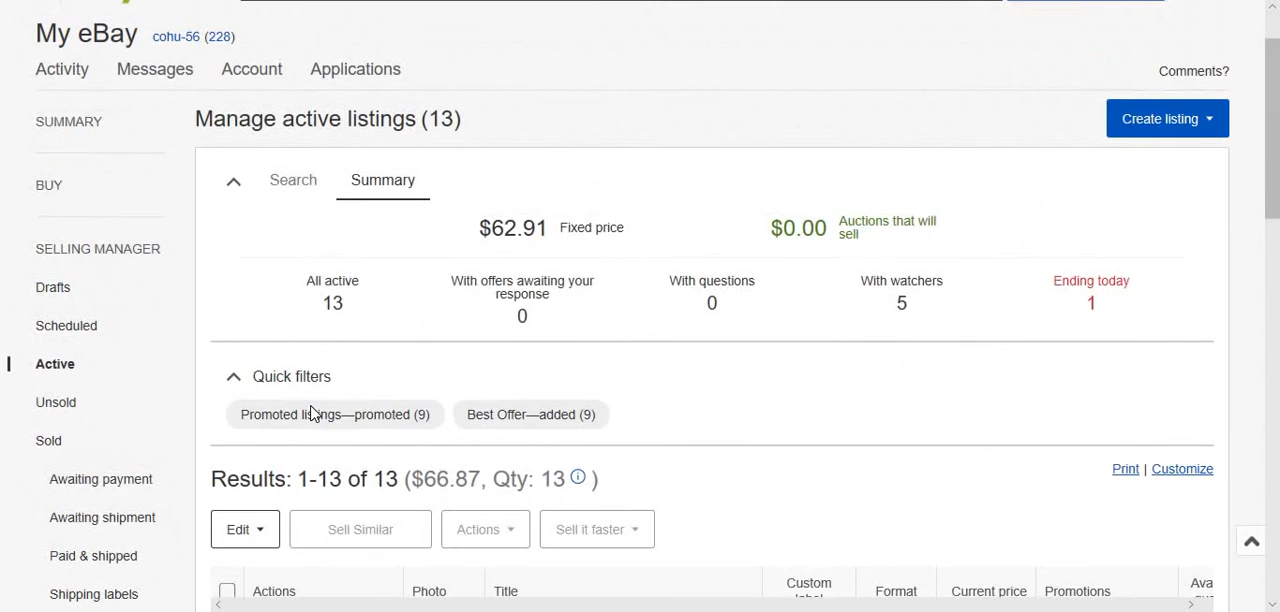 My eBay cohu-56 (228)
Activity Messages Account Applications
Comments?
SUMMARY
BUY
SELLING MANAGER
Drafts
Scheduled
Active
Unsold
Sold
Awaiting payment
Awaiting shipment
Paid & shipped
Shipping labels
Manage active listings (13)
Create listing
Search Summary
$62.91 Fixed price
$0.00 Auctions that will
sell
All active
13
With offers awaiting your
response
0
With questions
0
With watchers
5
Ending today
1
Quick filters
Promoted listings—promoted (9) Best Offer—added (9)
Results: 1-13 of 13 ($66.87, Qty: 13 )
Print | Customize
Edit Sell Similar Actions Sell it faster
Actions Photo Title Custom Format Current price Promotions Ava